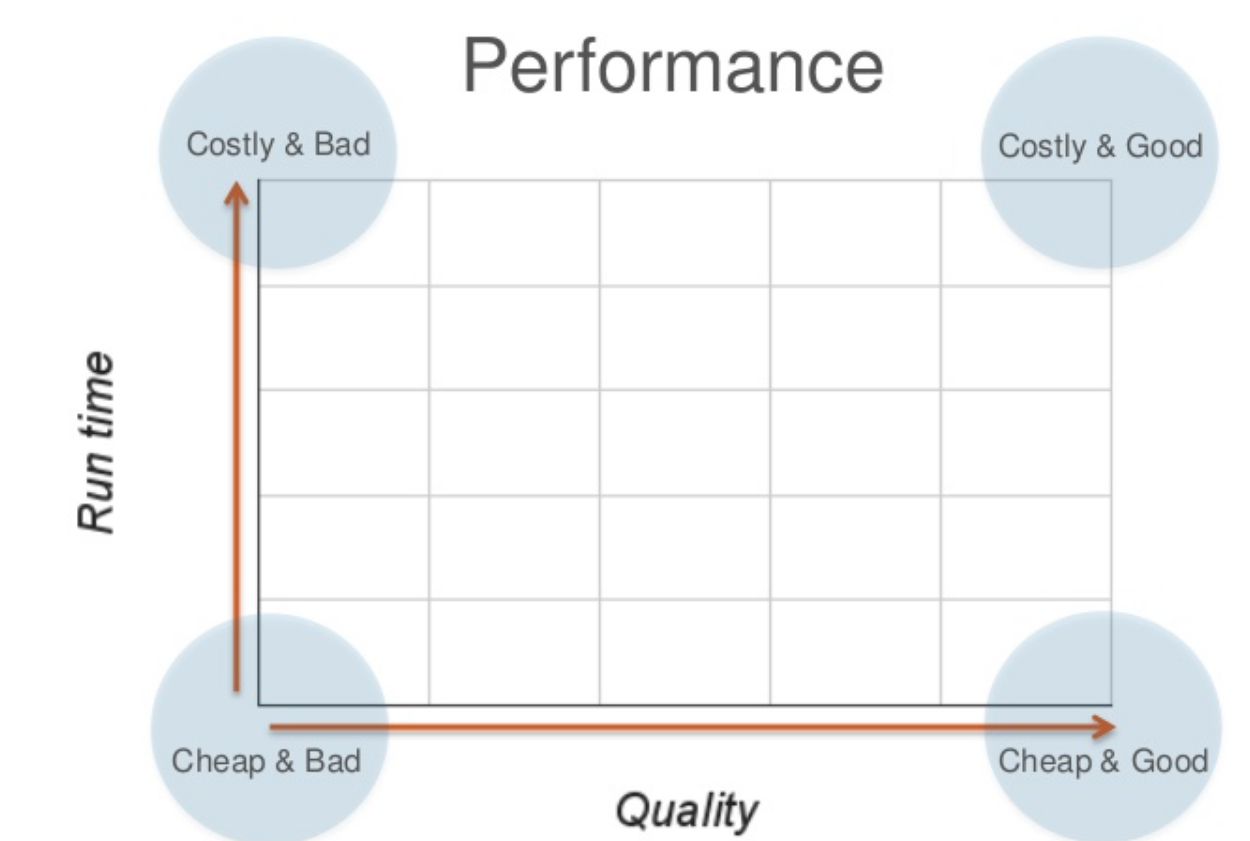 Performance
Costly & Bad
Costly & Good
Run time
Cheap & Bad
Cheap & Good
Quality